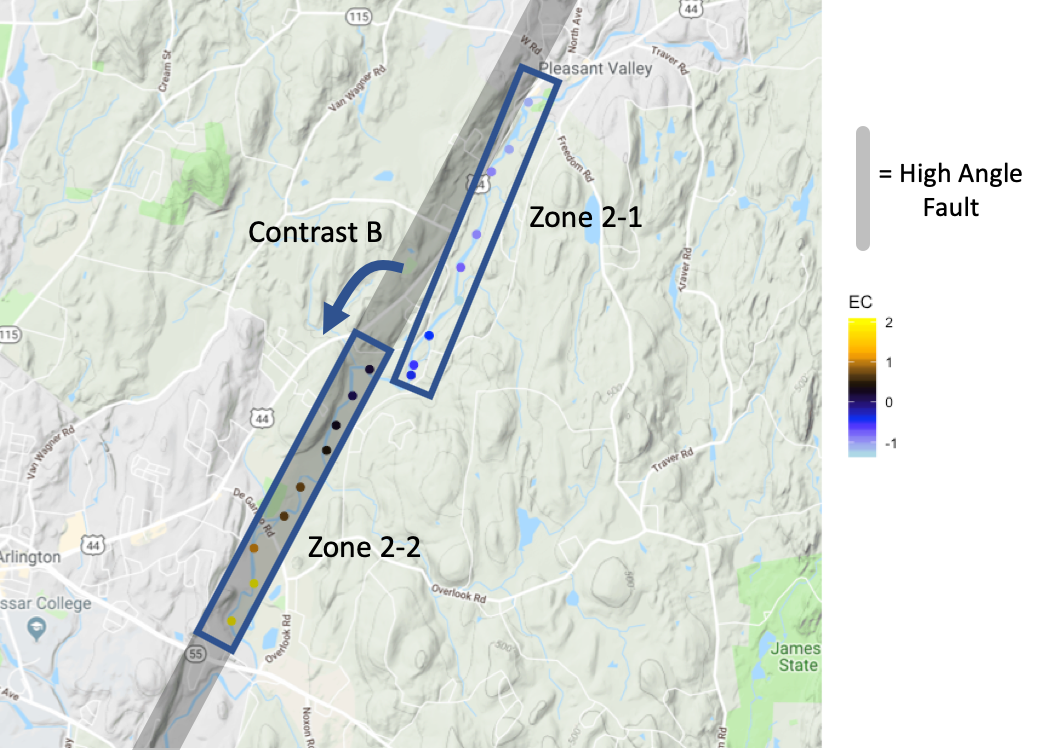 115
44
W Rd
North Ave
Traver Rd
Pleasant Valley
Cream St
Van Wagner Rd
Freedom Rd
44
Zone 2-1
Contrast B
Traver Rd
115
500
500
44
Van Wagner Rd
Traver Rd
De Garmo Rd
Arlington
44
Zone 2-2
500
Overlook Rd
ssar College
Overlook Rd
55
500
James
State
Ave
Noxon R
500
m Rd
= High Angle
Fault
EC
2
1
0
-1